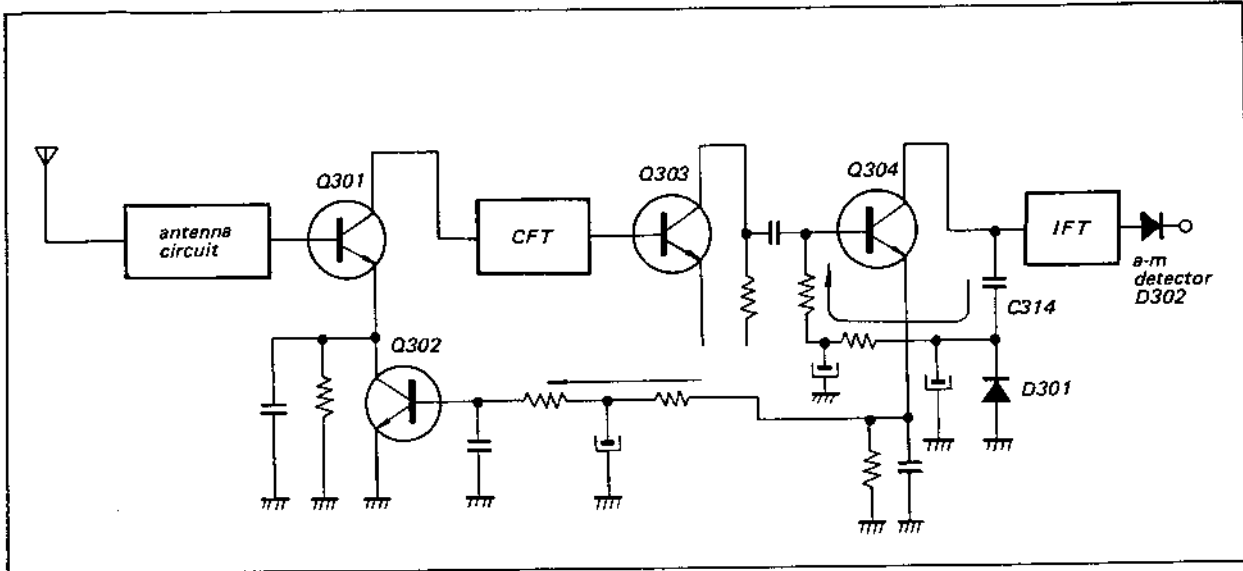 Q301
Q303
Q304
antenna
circuit
CFT
IFT
a-m
detector
D302
C314
Q302
D301